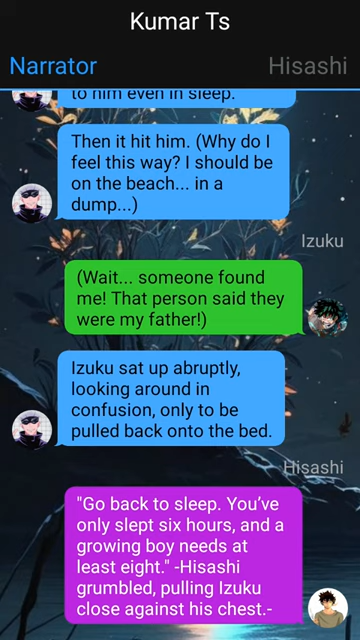 Kumar Ts
Narrator
Hisashi
to him even in sleep.
Then it hit him. (Why do I
feel this way? I should be
on the beach... in a
dump...)
Izuku
(Wait... someone found
me! That person said they
were my father!)
Izuku sat up abruptly,
looking around in
confusion, only to be
pulled back onto the bed.
Hisashi
"Go back to sleep. You’ve
only slept six hours, and a
growing boy needs at
least eight." -Hisashi
grumbled, pulling Izuku
close against his chest.-